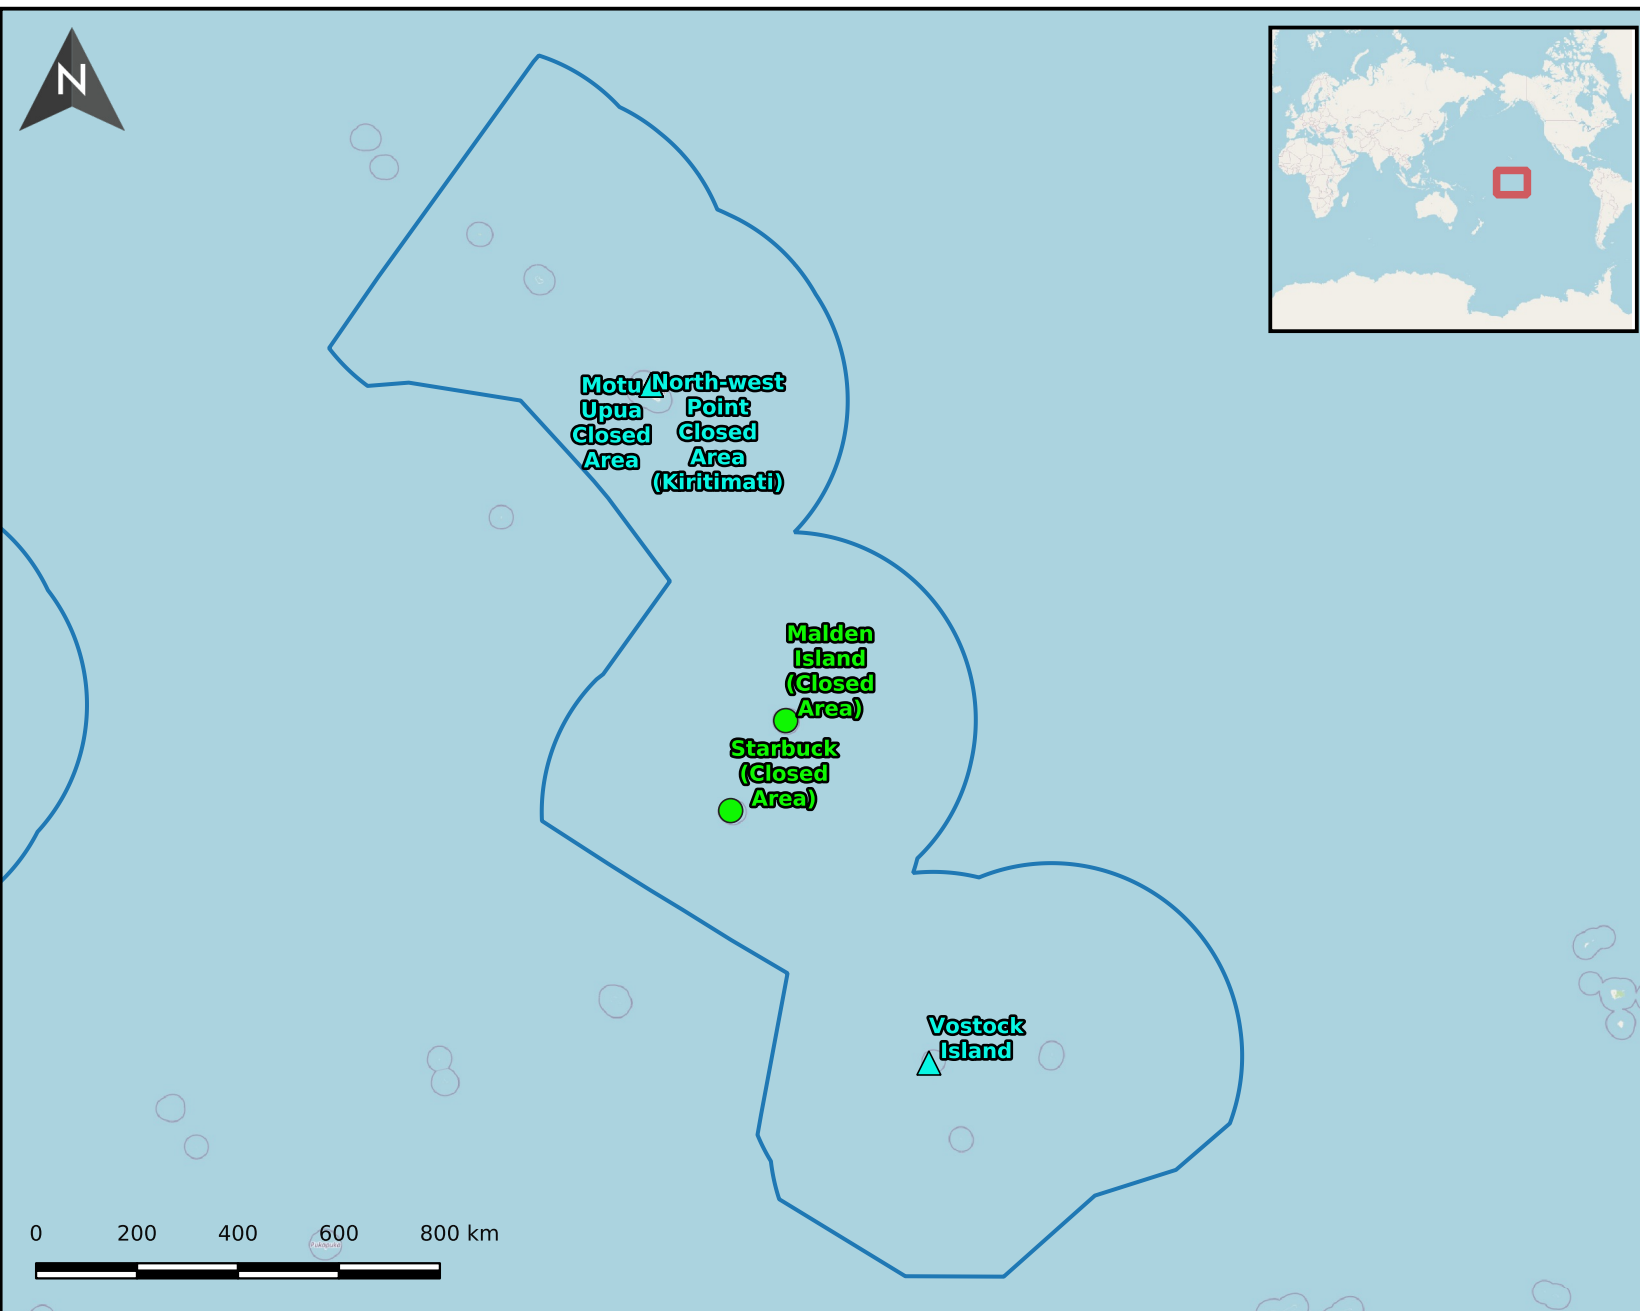 N
Motu
Upua
Closed
Area
North-west
Point
Closed
Area
(Kiritimati)
Malden
Island
(Closed
Area)
Starbuck
(Closed
Area)
Vostock
Island
0 200 400 600 800 km
Pukapuka